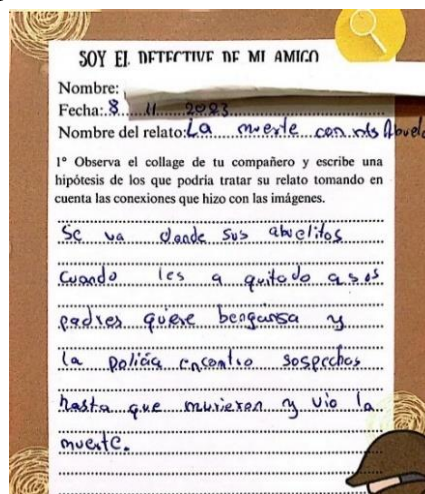 SOY EL DETECTIVE DE MI AMIGO
Nombre:
Fecha: 8 11 2023
Nombre del relato: La muerte con mis Abuelo
1° Observa el collage de tu compañero y escribe una
hipótesis de los que podría tratar su relato tomando en
cuenta las conexiones que hizo con las imágenes.
Se va donde sus abuelitos
cuando les a quitado a sus
padres quiere bengansa y
la policia encontro sospechos
hasta que murieron y vio la
muerte.